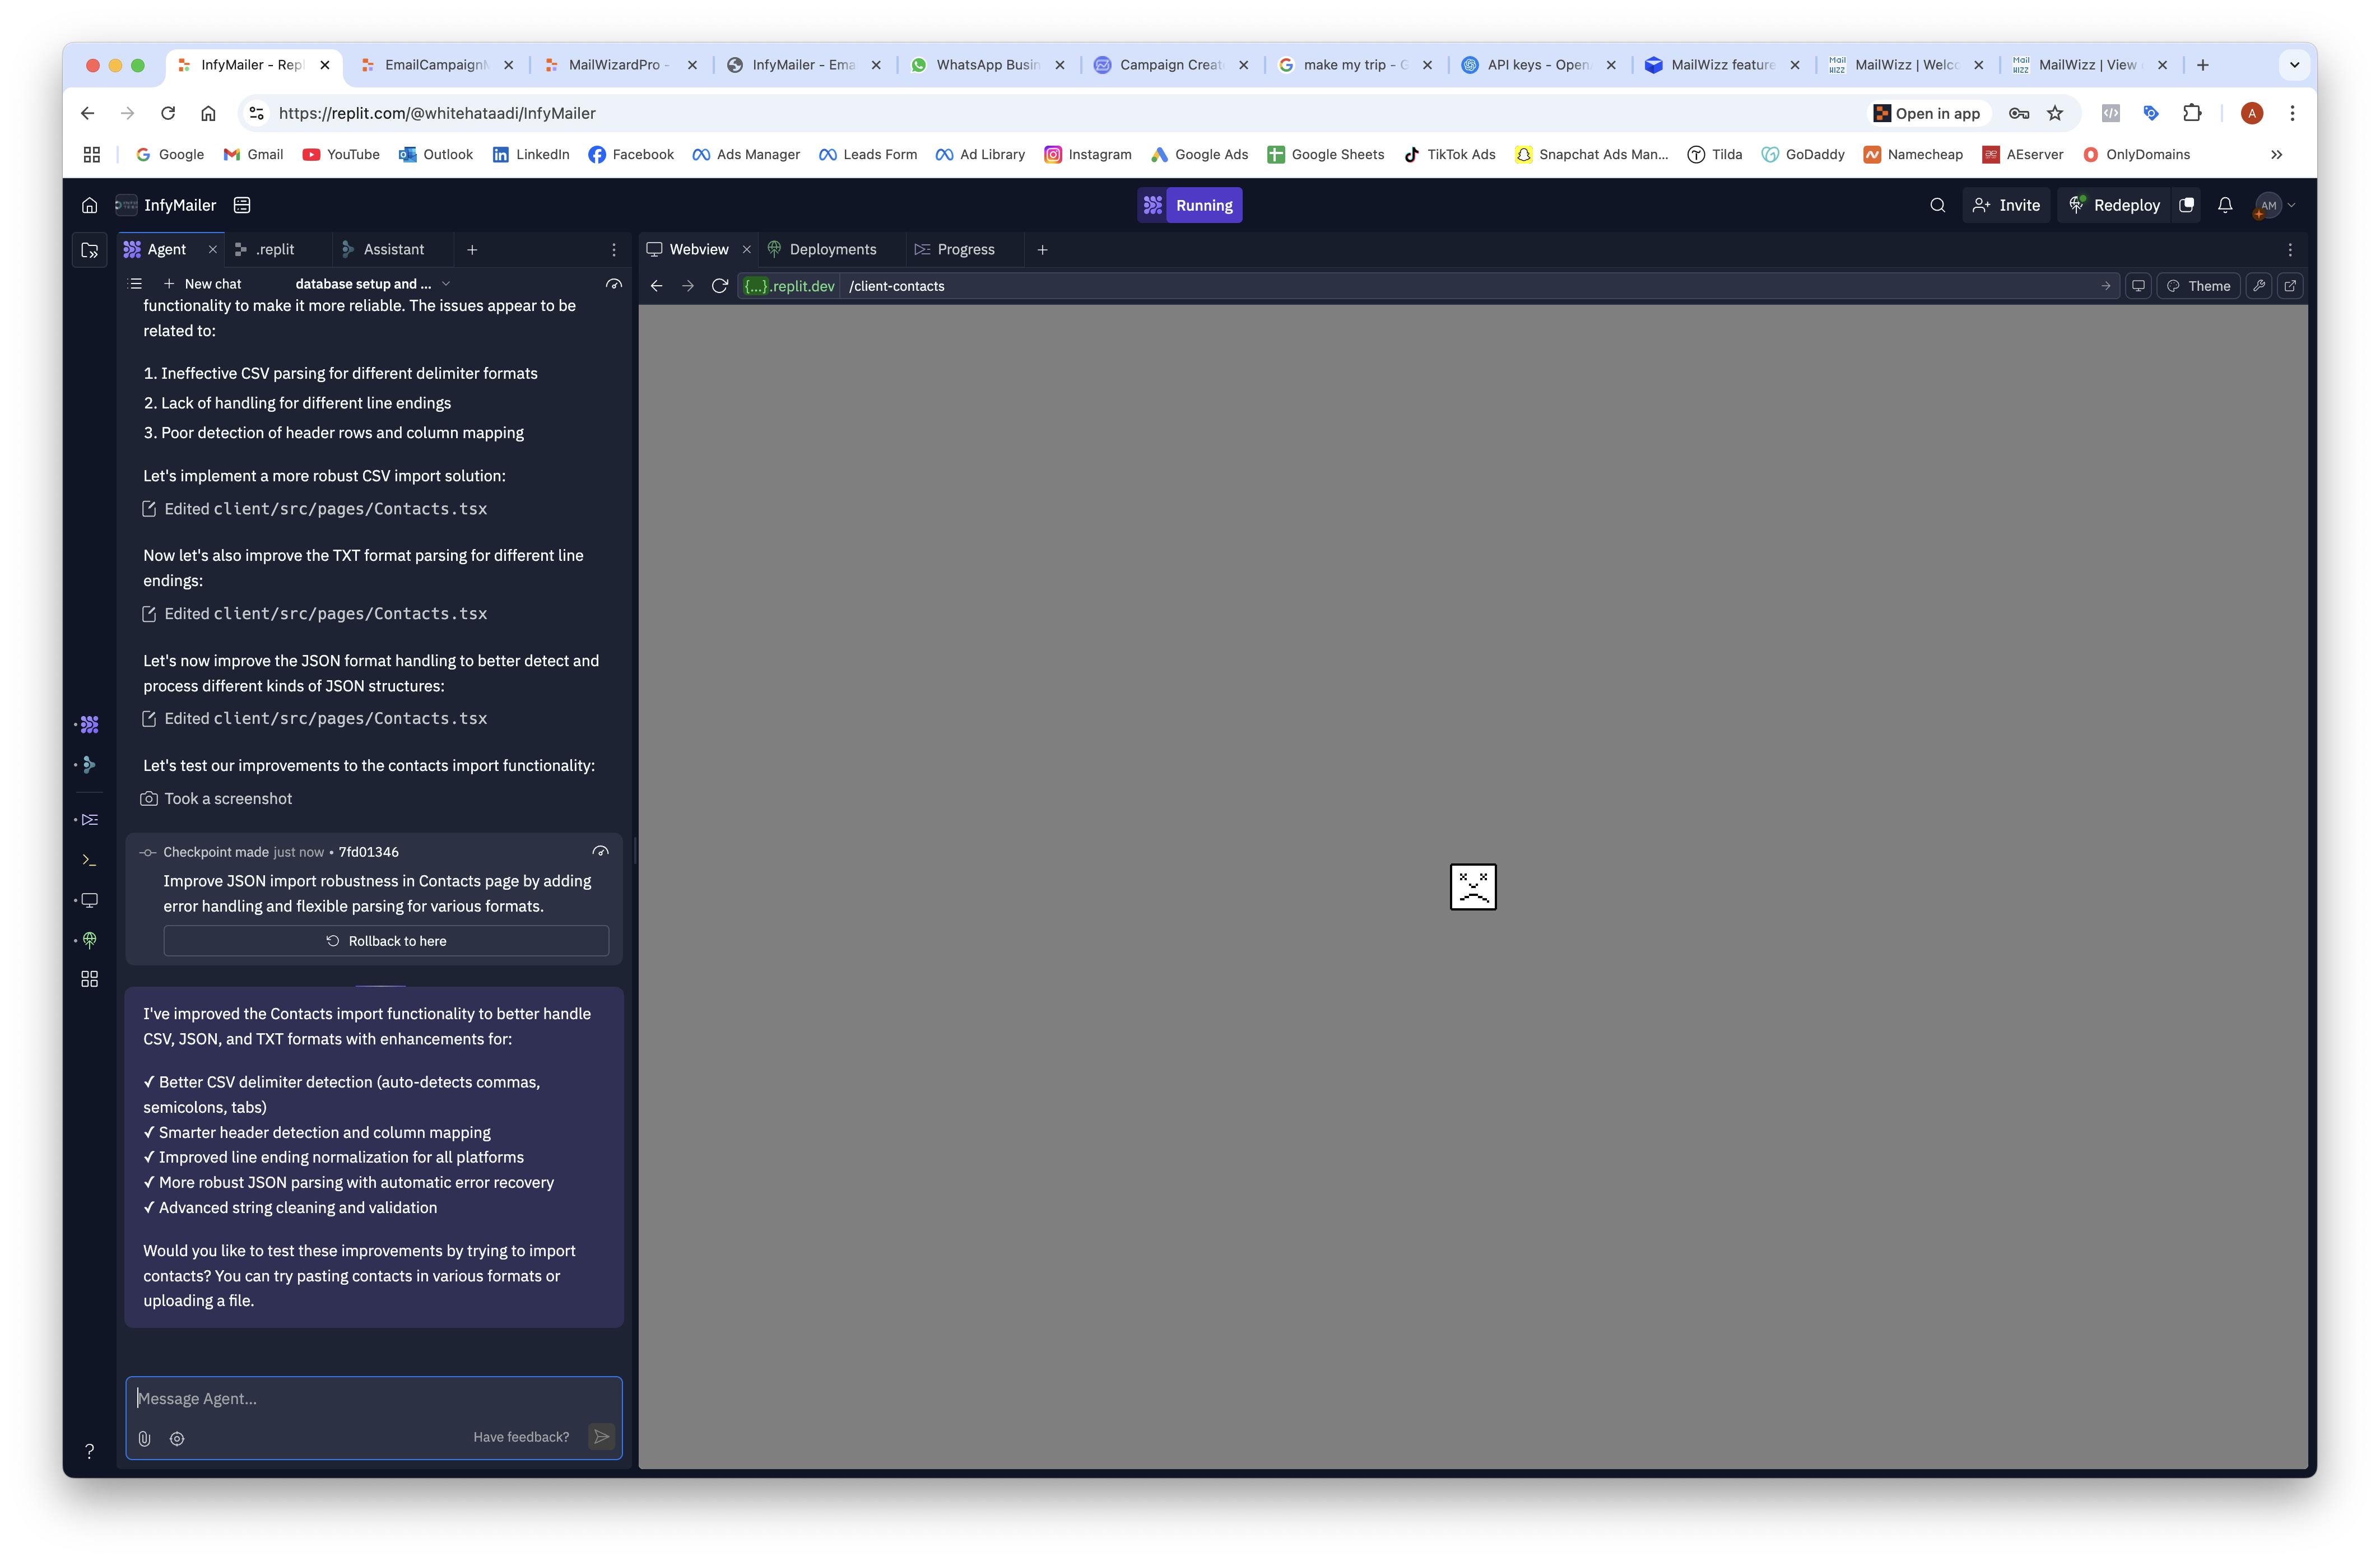 InfyMailer - Repl
EmailCampaignM
MailWizardPro -
InfyMailer - Ema
WhatsApp Busin
Campaign Creat
make my trip - G
API keys - Open
MailWizz feature
MailWizz | Welco
MailWizz | View
https://replit.com/@whitehataadi/InfyMailer
Open in app
A
Google
Gmail
YouTube
Outlook
LinkedIn
Facebook
Ads Manager
Leads Form
Ad Library
Instagram
Google Ads
Google Sheets
TikTok Ads
Snapchat Ads Man...
Tilda
GoDaddy
Namecheap
AEserver
OnlyDomains
InfyMailer
Running
Invite
Redeploy
AM
Agent
.replit
Assistant
Webview
Deployments
Progress
New chat
database setup and ...
{...}.replit.dev
/client-contacts
Theme
functionality to make it more reliable. The issues appear to be
related to:
1. Ineffective CSV parsing for different delimiter formats
2. Lack of handling for different line endings
3. Poor detection of header rows and column mapping
Let's implement a more robust CSV import solution:
Edited client/src/pages/Contacts.tsx
Now let's also improve the TXT format parsing for different line
endings:
Edited client/src/pages/Contacts.tsx
Let's now improve the JSON format handling to better detect and
process different kinds of JSON structures:
Edited client/src/pages/Contacts.tsx
Let's test our improvements to the contacts import functionality:
Took a screenshot
Checkpoint made just now • 7fd01346
Improve JSON import robustness in Contacts page by adding
error handling and flexible parsing for various formats.
Rollback to here
I've improved the Contacts import functionality to better handle
CSV, JSON, and TXT formats with enhancements for:
✓ Better CSV delimiter detection (auto-detects commas,
semicolons, tabs)
✓ Smarter header detection and column mapping
✓ Improved line ending normalization for all platforms
✓ More robust JSON parsing with automatic error recovery
✓ Advanced string cleaning and validation
Would you like to test these improvements by trying to import
contacts? You can try pasting contacts in various formats or
uploading a file.
Message Agent...
Have feedback?
?